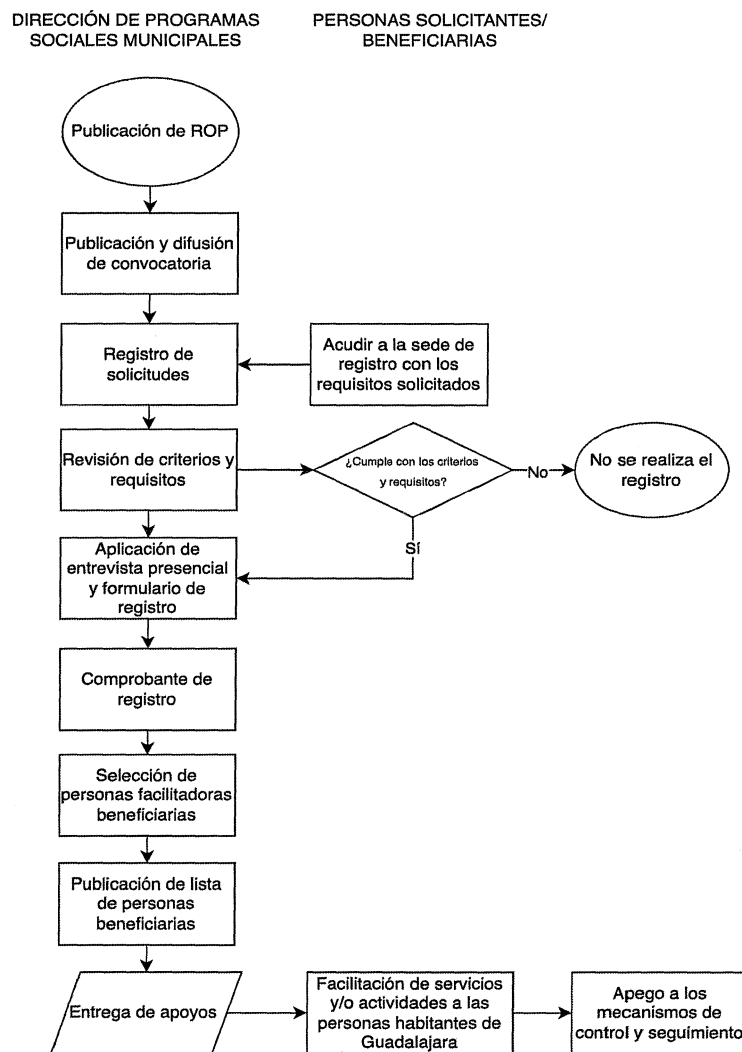 DIRECCIÓN DE PROGRAMAS
SOCIALES MUNICIPALES
PERSONAS SOLICITANTES/
BENEFICIARIAS
Publicación de ROP
Publicación y difusión
de convocatoria
Registro de
solicitudes
Acudir a la sede de
registro con los
requisitos solicitados
Revisión de criterios y
requisitos
¿Cumple con los criterios
y requisitos?
No
No se realiza el
registro
Sí
Aplicación de
entrevista presencial
y formulario de
registro
Comprobante de
registro
Selección de
personas facilitadoras
beneficiarias
Publicación de lista
de personas
beneficiarias
Entrega de apoyos
Facilitación de servicios
y/o actividades a las
personas habitantes de
Guadalajara
Apego a los
mecanismos de
control y seguimiento